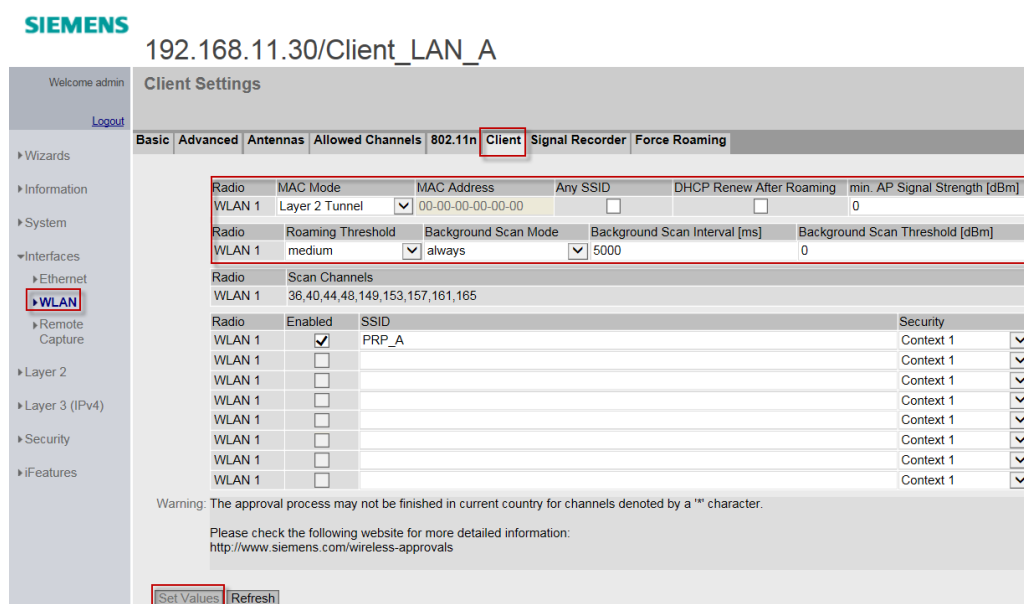 SIEMENS
192.168.11.30/Client_LAN_A
Welcome admin
Logout
Client Settings
Basic Advanced Antennas Allowed Channels 802.11n Client Signal Recorder Force Roaming
Wizards
Information
System
Interfaces
Ethernet
WLAN
Remote
Capture
Layer 2
Layer 3 (IPv4)
Security
iFeatures
Radio MAC Mode MAC Address Any SSID DHCP Renew After Roaming min. AP Signal Strength [dBm]
WLAN 1 Layer 2 Tunnel 00-00-00-00-00-00 0
Radio Roaming Threshold Background Scan Mode Background Scan Interval [ms] Background Scan Threshold [dBm]
WLAN 1 medium always 5000 0
Radio Scan Channels
WLAN 1 36,40,44,48,149,153,157,161,165
Radio Enabled SSID Security
WLAN 1 PRP_A Context 1
WLAN 1 Context 1
WLAN 1 Context 1
WLAN 1 Context 1
WLAN 1 Context 1
WLAN 1 Context 1
WLAN 1 Context 1
WLAN 1 Context 1
Warning: The approval process may not be finished in current country for channels denoted by a '*' character.
Please check the following website for more detailed information:
http://www.siemens.com/wireless-approvals
Set Values Refresh